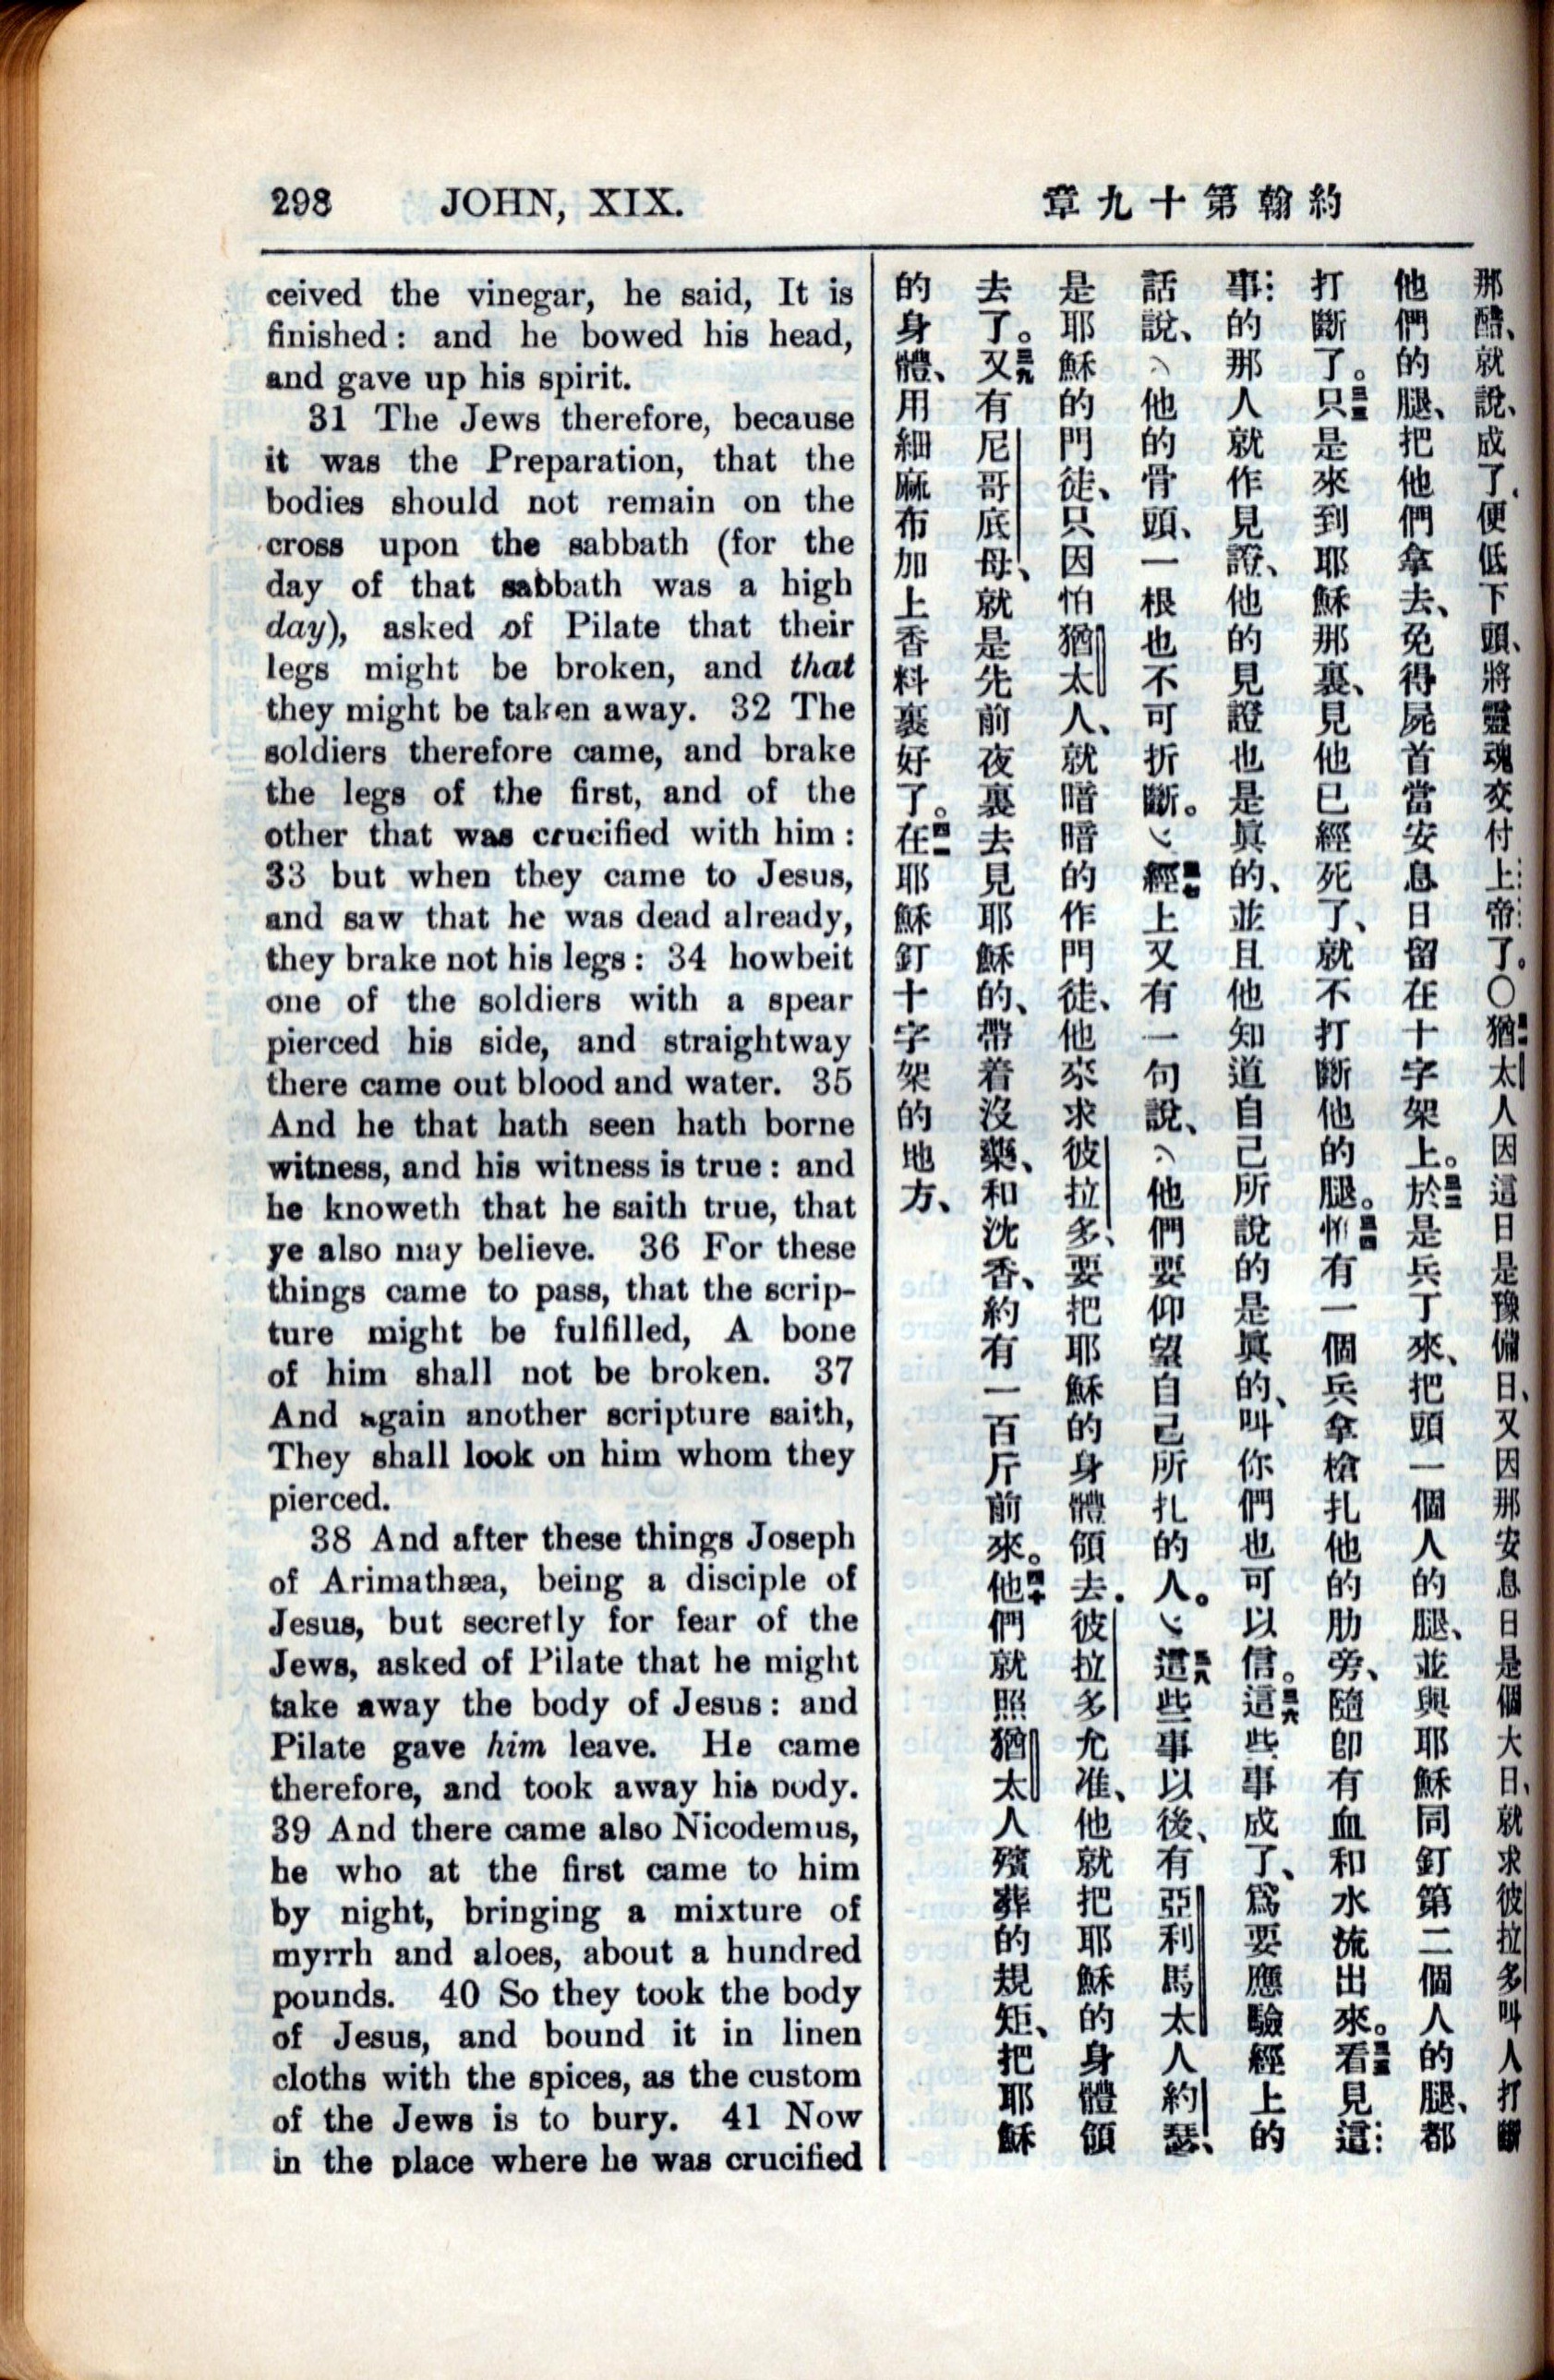 298 JOHN, XIX.
章九十第翰約
ceived the vinegar, he said, It is
finished: and he bowed his head,
and gave up his spirit.
31 The Jews therefore, because
it was the Preparation, that the
bodies should not remain on the
cross upon the sabbath (for the
day of that sabbath was a high
day), asked of Pilate that their
legs might be broken, and that
they might be taken away. 32 The
soldiers therefore came, and brake
the legs of the first, and of the
other that was crucified with him:
33 but when they came to Jesus,
and saw that he was dead already,
they brake not his legs: 34 howbeit
one of the soldiers with a spear
pierced his side, and straightway
there came out blood and water. 35
And he that hath seen hath borne
witness, and his witness is true: and
he knoweth that he saith true, that
ye also may believe. 36 For these
things came to pass, that the scrip-
ture might be fulfilled, A bone
of him shall not be broken. 37
And again another scripture saith,
They shall look on him whom they
pierced.
38 And after these things Joseph
of Arimathæa, being a disciple of
Jesus, but secretly for fear of the
Jews, asked of Pilate that he might
take away the body of Jesus: and
Pilate gave him leave. He came
therefore, and took away his body.
39 And there came also Nicodemus,
he who at the first came to him
by night, bringing a mixture of
myrrh and aloes, about a hundred
pounds. 40 So they took the body
of Jesus, and bound it in linen
cloths with the spices, as the custom
of the Jews is to bury. 41 Now
in the place where he was crucified
那醋、就說、成了、便低下頭、將靈魂交付上帝了。○三一猶太人因這日是豫備日、又因那安息日是個大日、就求彼拉多叫人打斷
他們的腿、把他們拿去、免得屍首當安息日留在十字架上。三二於是兵丁來、把頭一個人的腿、並與耶穌同釘第二個人的腿、都
打斷了。三三只是來到耶穌那裏、見他已經死了、就不打斷他的腿。三四惟有一個兵拿槍扎他的肋旁、隨卽有血和水流出來。三五看見這
事的那人就作見證、他的見證也是眞的、並且他知道自己所說的是眞的、叫你們也可以信。三六這些事成了、爲要應驗經上的
話說、他的骨頭、一根也不可折斷。三七經上又有一句說、他們要仰望自己所扎的人。三八這些事以後、有亞利馬太人約瑟、
是耶穌的門徒、只因怕猶太人、就暗暗的作門徒、他來求彼拉多、要把耶穌的身體領去．彼拉多允准、他就把耶穌的身體領
去了。三九又有尼哥底母、就是先前夜裏去見耶穌的、帶着沒藥、和沈香、約有一百斤前來。四十他們就照猶太人殯葬的規矩、把耶穌
的身體、用細麻布加上香料裹好了。四一在耶穌釘十字架的地方、